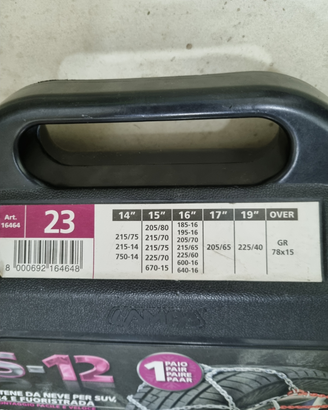 Art.
16464
23
14" 15" 16" 17" 19" OVER
215/75
215-14
750-14
205/80
215/70
215/75
225/70
670-15
185-16
195-16
205/70
215/65
225/60
600-16
640-16
205/65
225/40
GR
78x15
8 000692 164648
-12
1 PAIO
PAIR
PAIRE
PAAR
TENE DA NEVE PER SUV,
4 E FUORISTRADA